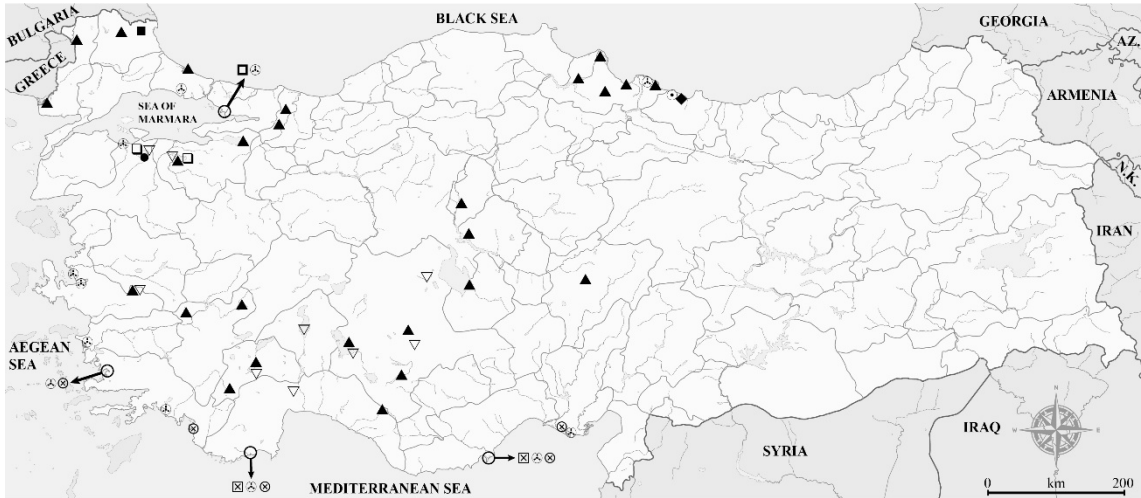 BLACK SEA
GEORGIA
BULGARIA
AZ.
GREECE
ARMENIA
SEA OF
MARMARA
N.K.
IRAN
AEGEAN
SEA
N
W
E
S
IRAQ
SYRIA
MEDITERRANEAN SEA
0 km 200